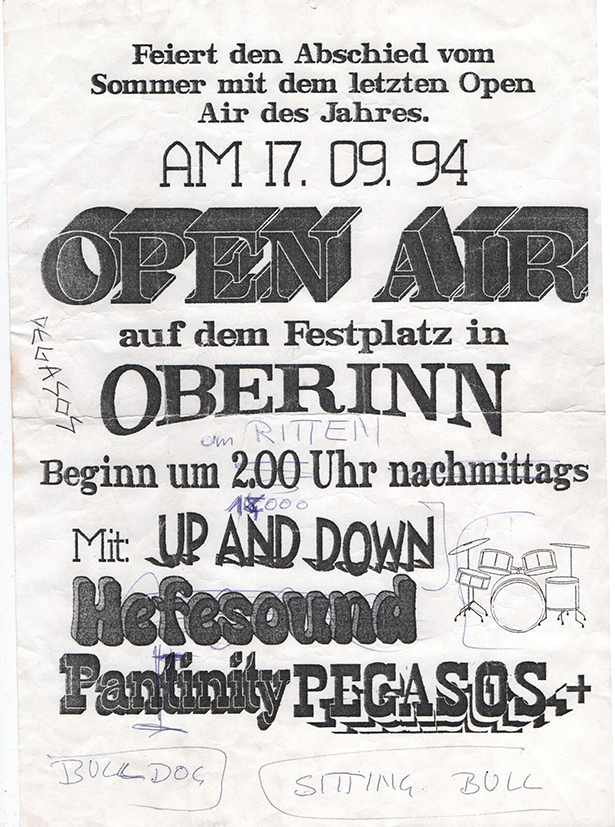 Feiert den Abschied vom
Sommer mit dem letzten Open
Air des Jahres.
AM 17. 09. 94
OPEN AIR
PEGASOS
auf dem Festplatz in
OBERINN
am RITTEN
Beginn um 2.00 Uhr nachmittags
Mit: UP AND DOWN
Hefesound
Pantinity PEGASOS +
BULLDOG SITTING BULL